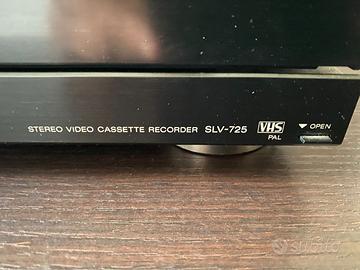 STEREO VIDEO CASSETTE RECORDER SLV-725 VHS PAL ▼ OPEN
subito